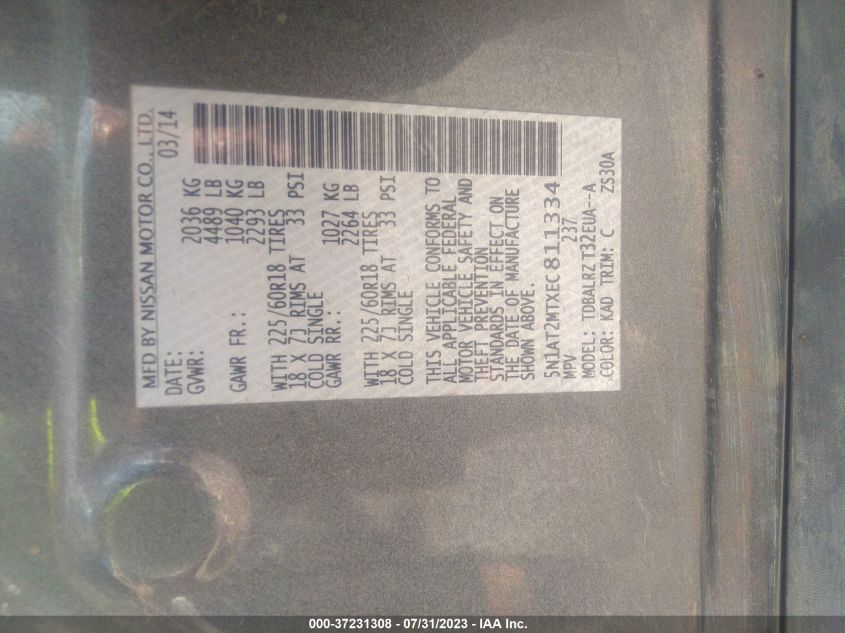 MFD BY NISSAN MOTOR CO., LTD.
DATE: 03/14
GVWR: 2036 KG
4489 LB
GAWR FR.: 1040 KG
2293 LB
WITH 225/60R18 TIRES
18 X 7J RIMS AT 33 PSI
COLD SINGLE
GAWR RR.: 1027 KG
2264 LB
WITH 225/60R18 TIRES
18 X 7J RIMS AT 33 PSI
COLD SINGLE
THIS VEHICLE CONFORMS TO
ALL APPLICABLE FEDERAL
MOTOR VEHICLE SAFETY AND
THEFT PREVENTION
STANDARDS IN EFFECT ON
THE DATE OF MANUFACTURE
SHOWN ABOVE.
5N1AT2MTXEC811334
MPV 237
MODEL: TDBALRZ T32EUA--A
COLOR: KAD TRIM: C ZS30A
000-37231308 - 07/31/2023 - IAA Inc.